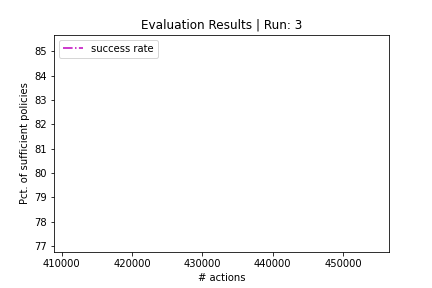 Evaluation Results | Run: 3
success rate
Pct. of sufficient policies
85
84
83
82
81
80
79
78
77
410000 420000 430000 440000 450000
# actions